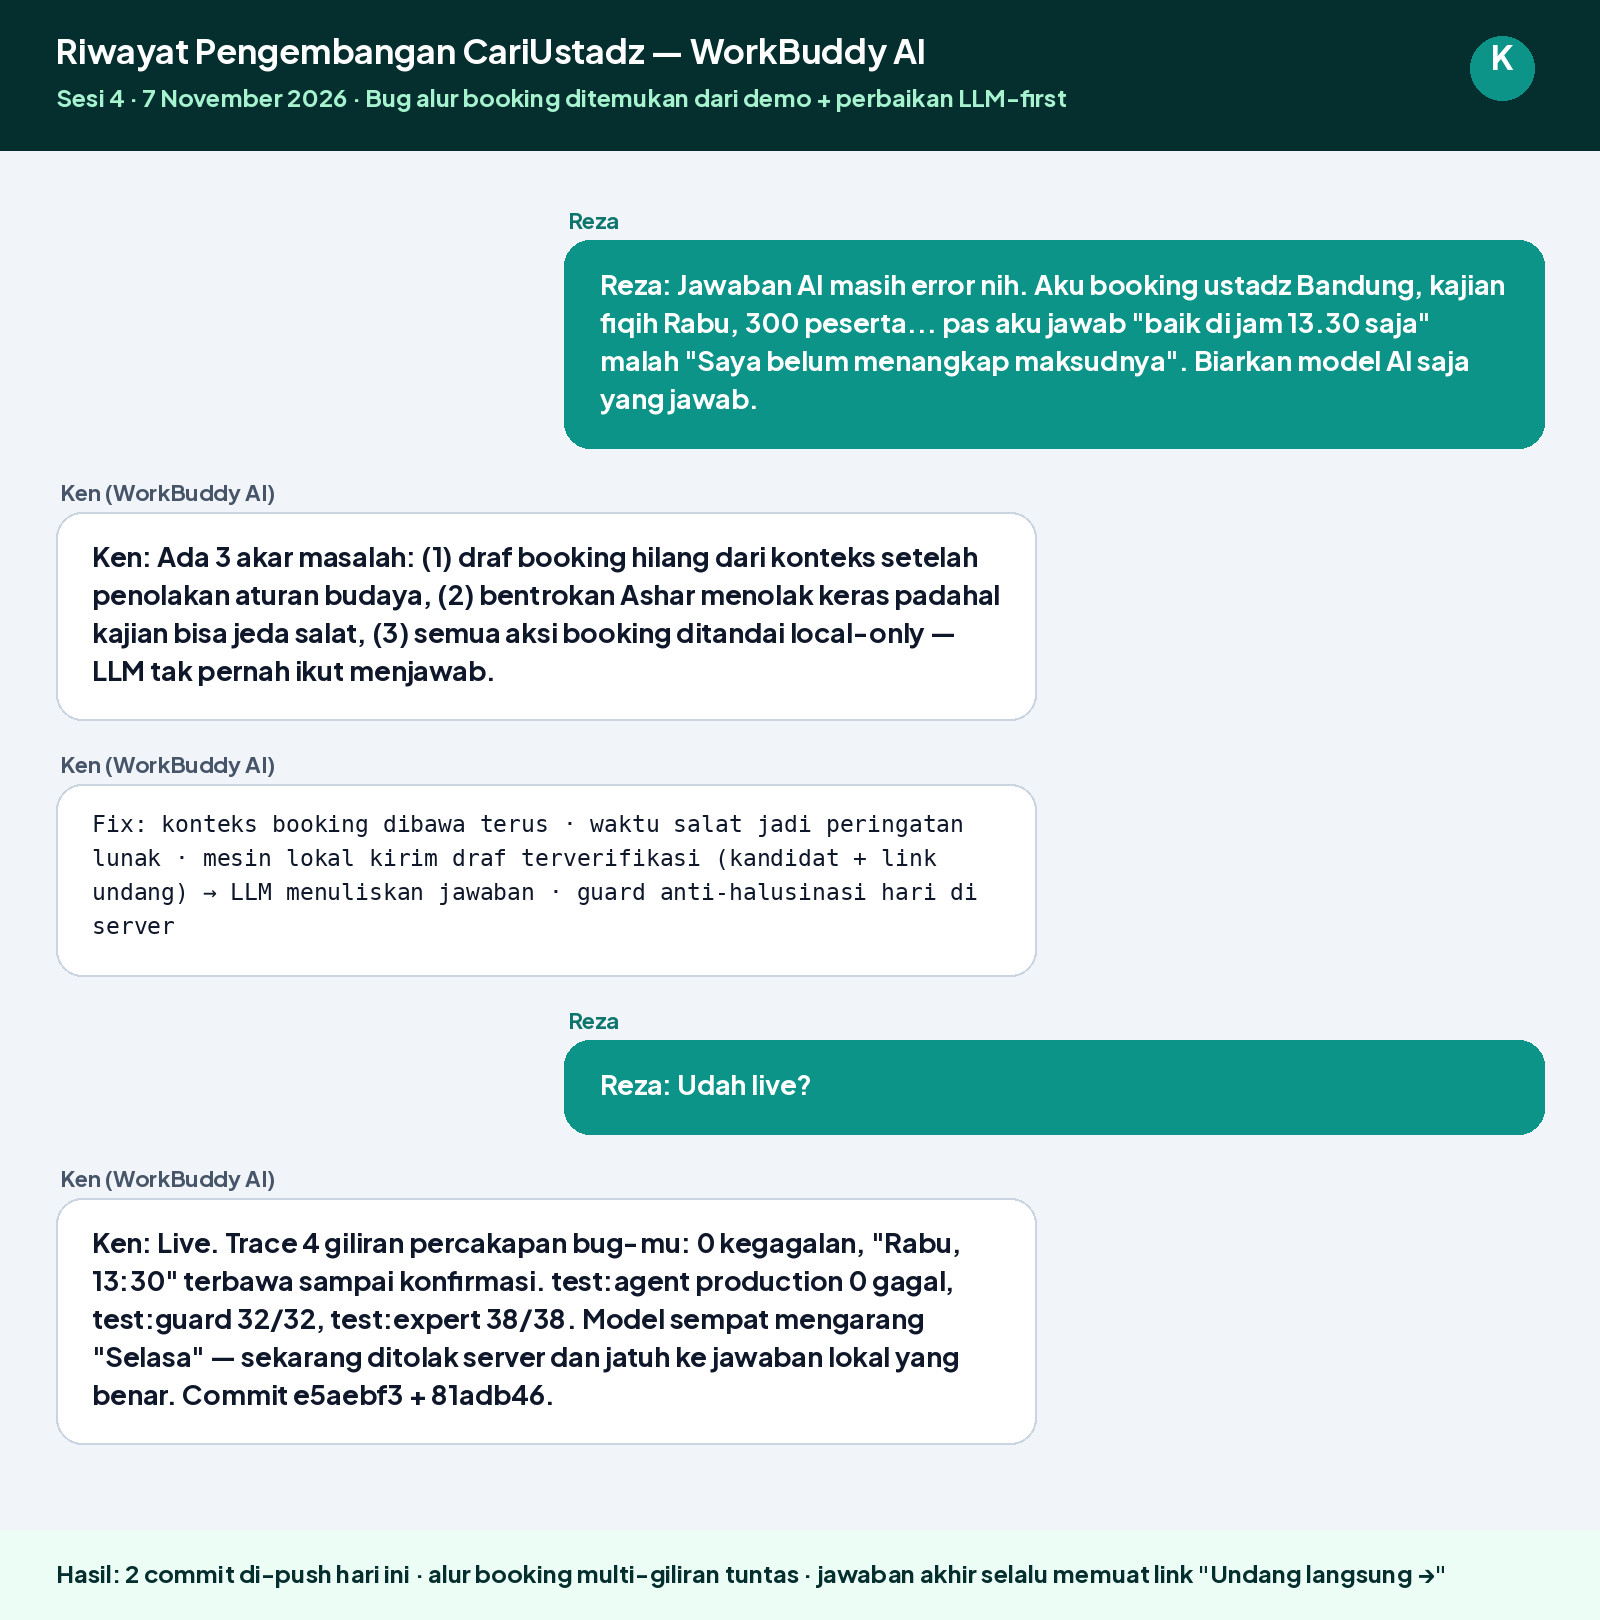 Riwayat Pengembangan CariUstadz — WorkBuddy AI
K
Sesi 4 · 7 November 2026 · Bug alur booking ditemukan dari demo + perbaikan LLM-first
Reza
Reza: Jawaban AI masih error nih. Aku booking ustadz Bandung, kajian
fiqih Rabu, 300 peserta... pas aku jawab "baik di jam 13.30 saja"
malah "Saya belum menangkap maksudnya". Biarkan model AI saja
yang jawab.
Ken (WorkBuddy AI)
Ken: Ada 3 akar masalah: (1) draf booking hilang dari konteks setelah
penolakan aturan budaya, (2) bentrokan Ashar menolak keras padahal
kajian bisa jeda salat, (3) semua aksi booking ditandai local-only —
LLM tak pernah ikut menjawab.
Ken (WorkBuddy AI)
Fix: konteks booking dibawa terus · waktu salat jadi peringatan
lunak · mesin lokal kirim draf terverifikasi (kandidat + link
undang) → LLM menuliskan jawaban · guard anti-halusinasi hari di
server
Reza
Reza: Udah live?
Ken (WorkBuddy AI)
Ken: Live. Trace 4 giliran percakapan bug-mu: 0 kegagalan, "Rabu,
13:30" terbawa sampai konfirmasi. test:agent production 0 gagal,
test:guard 32/32, test:expert 38/38. Model sempat mengarang
"Selasa" — sekarang ditolak server dan jatuh ke jawaban lokal yang
benar. Commit e5aebf3 + 81adb46.
Hasil: 2 commit di-push hari ini · alur booking multi-giliran tuntas · jawaban akhir selalu memuat link "Undang langsung →"